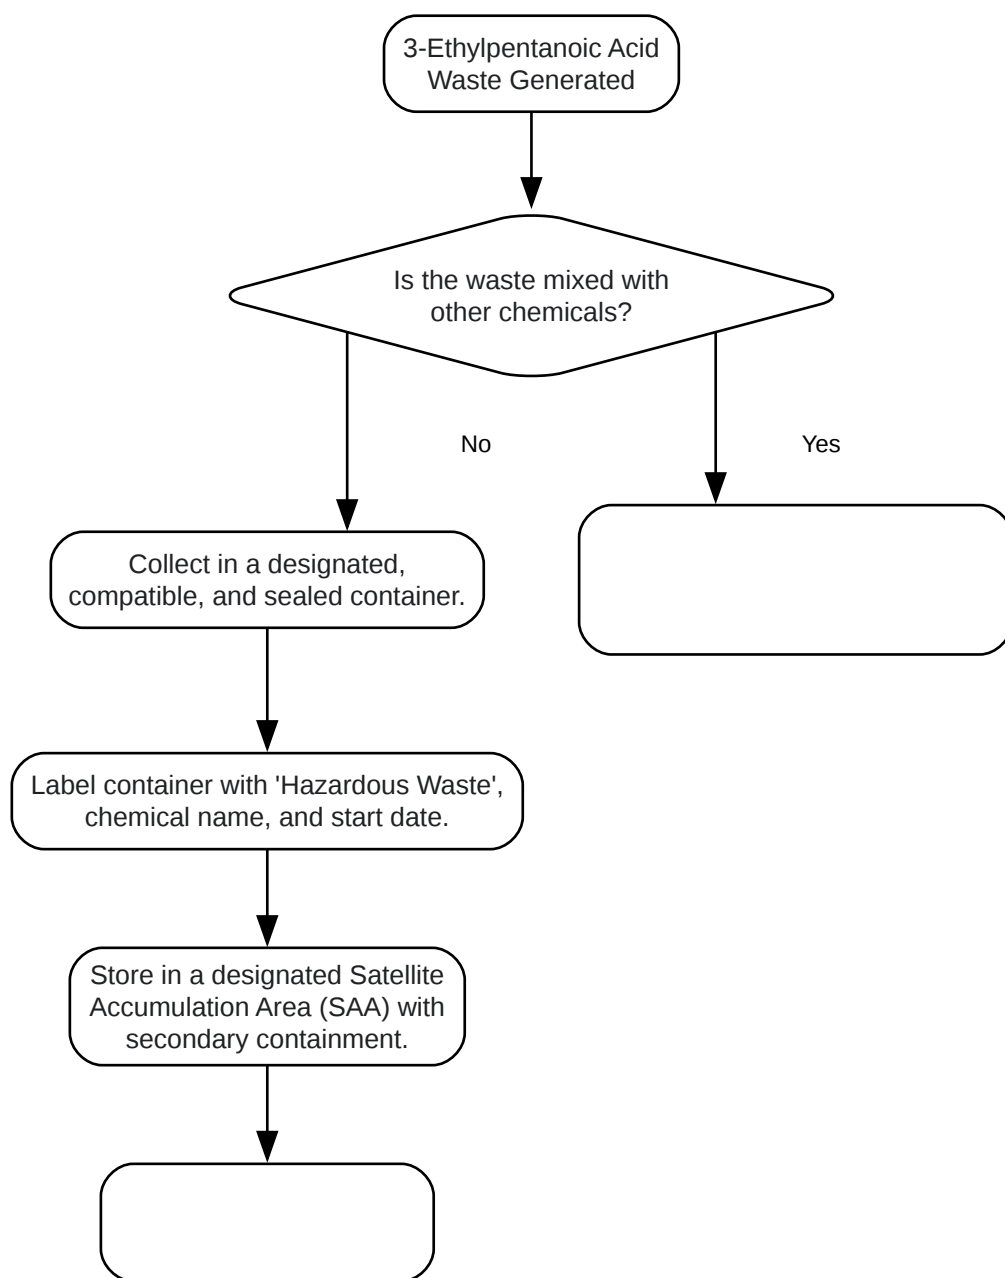 3-Ethylpentanoic Acid
Waste Generated
Is the waste mixed with
other chemicals?
No
Yes
Collect in a designated,
compatible, and sealed container.
Label container with 'Hazardous Waste',
chemical name, and start date.
Store in a designated Satellite
Accumulation Area (SAA) with
secondary containment.